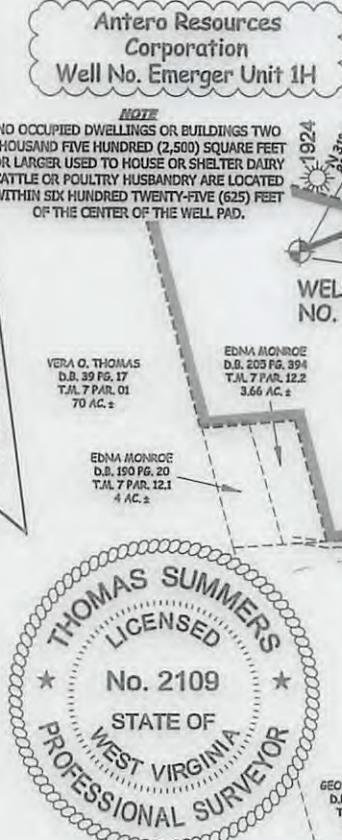 Antero Resources
Corporation
Well No. Emerger Unit 1H
NOTE
NO OCCUPIED DWELLINGS OR BUILDINGS TWO
HOUSAND FIVE HUNDRED (2,500) SQUARE FEET
OR LARGER USED TO HOUSE OR SHELTER DAIRY
CATTLE OR POULTRY HUSBANDRY ARE LOCATED
WITHIN SIX HUNDRED TWENTY-FIVE (625) FEET
OF THE CENTER OF THE WELL PAD.
1924
WEL
NO.
VERA O. THOMAS
D.B. 39 PG. 17
T.M. 7 PAR. 01
70 AC. ±
EDNA MONROE
D.B. 205 PG. 394
T.M. 7 PAR. 12.2
3.66 AC. ±
EDNA MONROE
D.B. 190 PG. 20
T.M. 7 PAR. 12.1
4 AC. ±
THOMAS SUMMERS
LICENSED
No. 2109
STATE OF
WEST VIRGINIA
PROFESSIONAL SURVEYOR
GEO